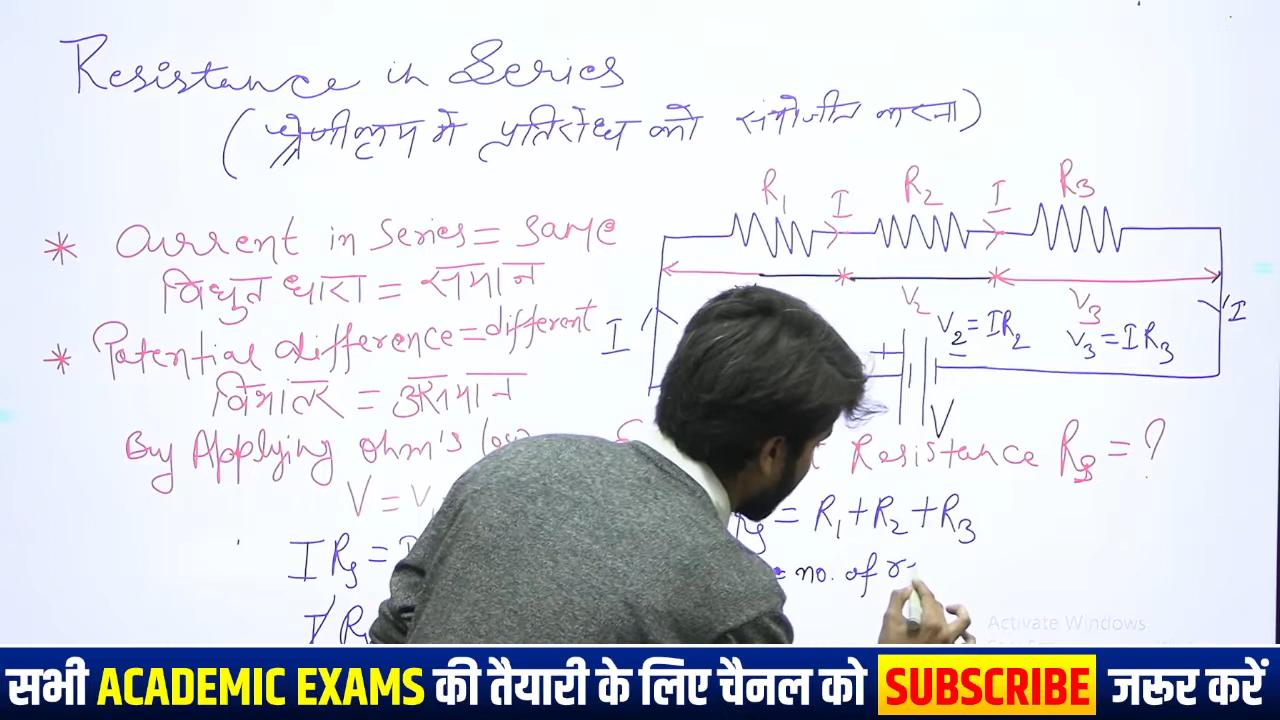 Resistance in Series
(श्रेणीक्रम में प्रतिरोध को संयोजीत करना)
R1 I R2 I R3
* Current in Series = Same
विधुत धारा = समान
V2 V3
* Potential difference = different
I V2 = IR2 V3 = IR3 I
विभांतर = असमान
+ V
By Applying ohm's
Resistance Rs = ?
V = V
Rs = R1 + R2 + R3
I Rs =
= no. of r
I R
Activate Windows
सभी ACADEMIC EXAMS की तैयारी के लिए चैनल को SUBSCRIBE जरूर करें